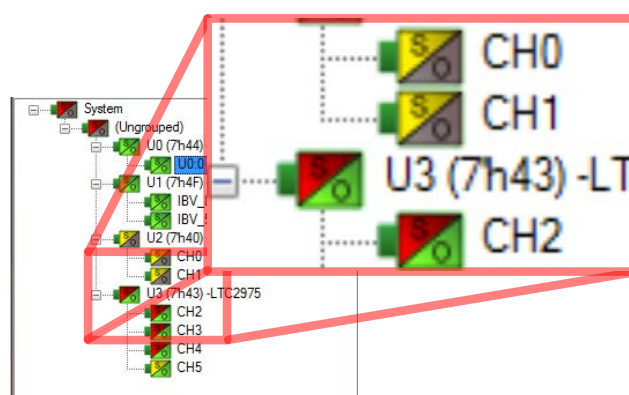 System
(Ungrouped)
U0 (7h44)
U0:0
U1 (7h4F)
IBV_
IBV_
U2 (7h40)
CH0
CH1
U3 (7h43) -LTC2975
CH2
CH3
CH4
CH5
S O CH0
S O CH1
S O U3 (7h43) -LT
S O CH2